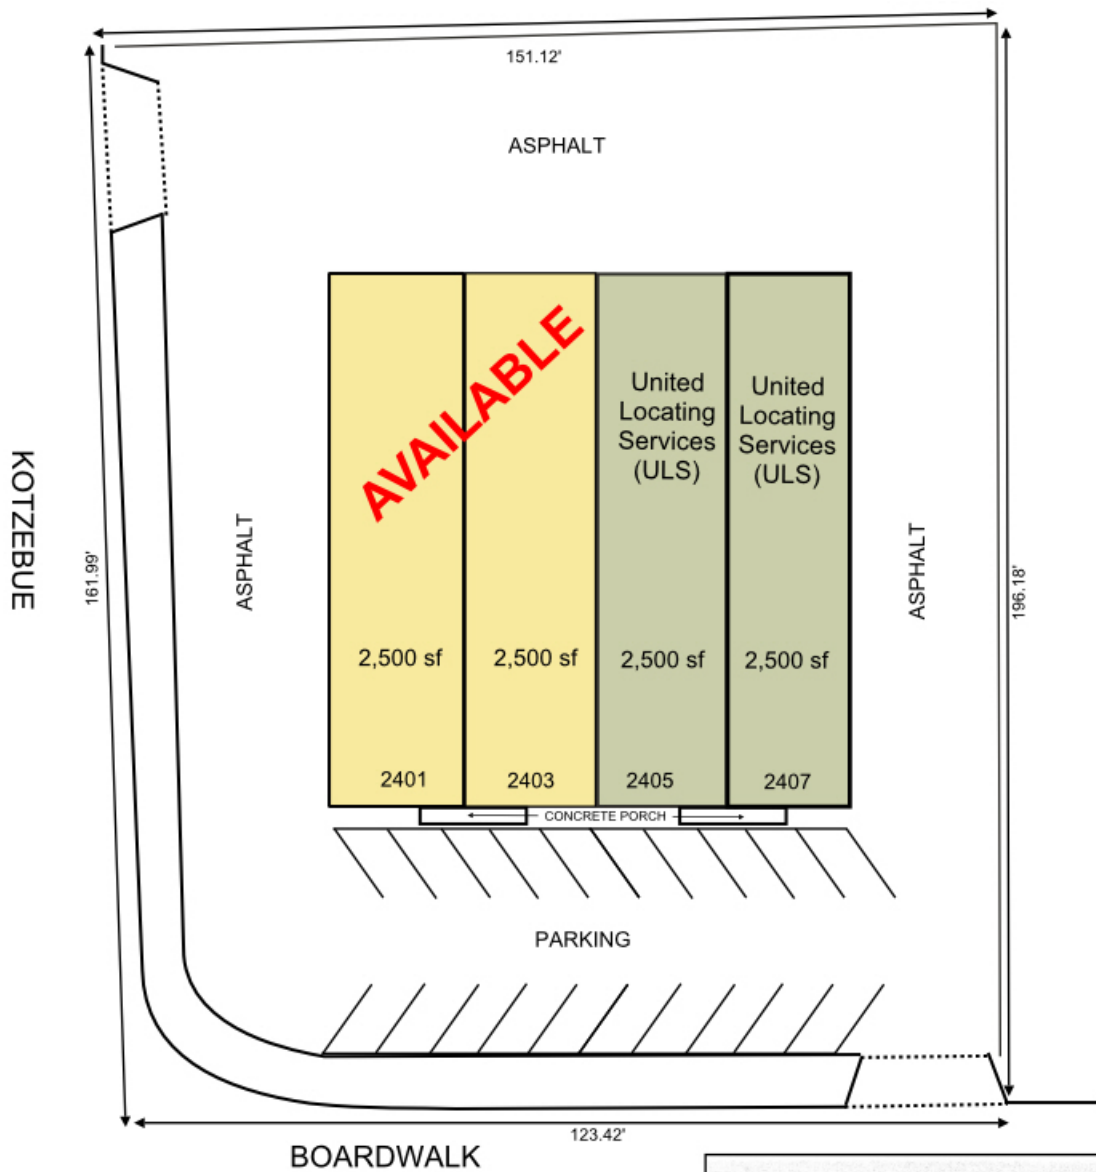 151.12'
ASPHALT
AVAILABLE
United
Locating
Services
(ULS)
United
Locating
Services
(ULS)
KOTZEBUE
161.99'
ASPHALT
ASPHALT
196.18'
2,500 sf
2,500 sf
2,500 sf
2,500 sf
2401
2403
2405
2407
CONCRETE PORCH
PARKING
123.42'
BOARDWALK